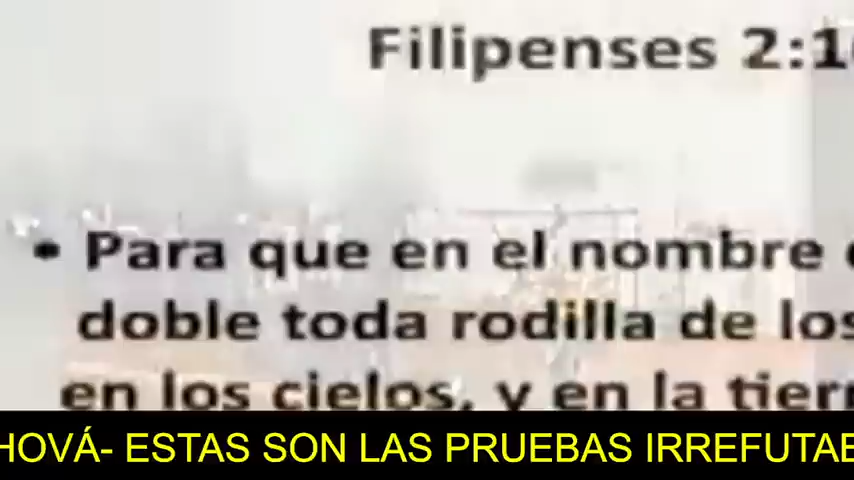 Filipenses 2:1
• Para que en el nombre
doble toda rodilla de los
en los cielos, y en la tierr
HOVÁ- ESTAS SON LAS PRUEBAS IRREFUTAB